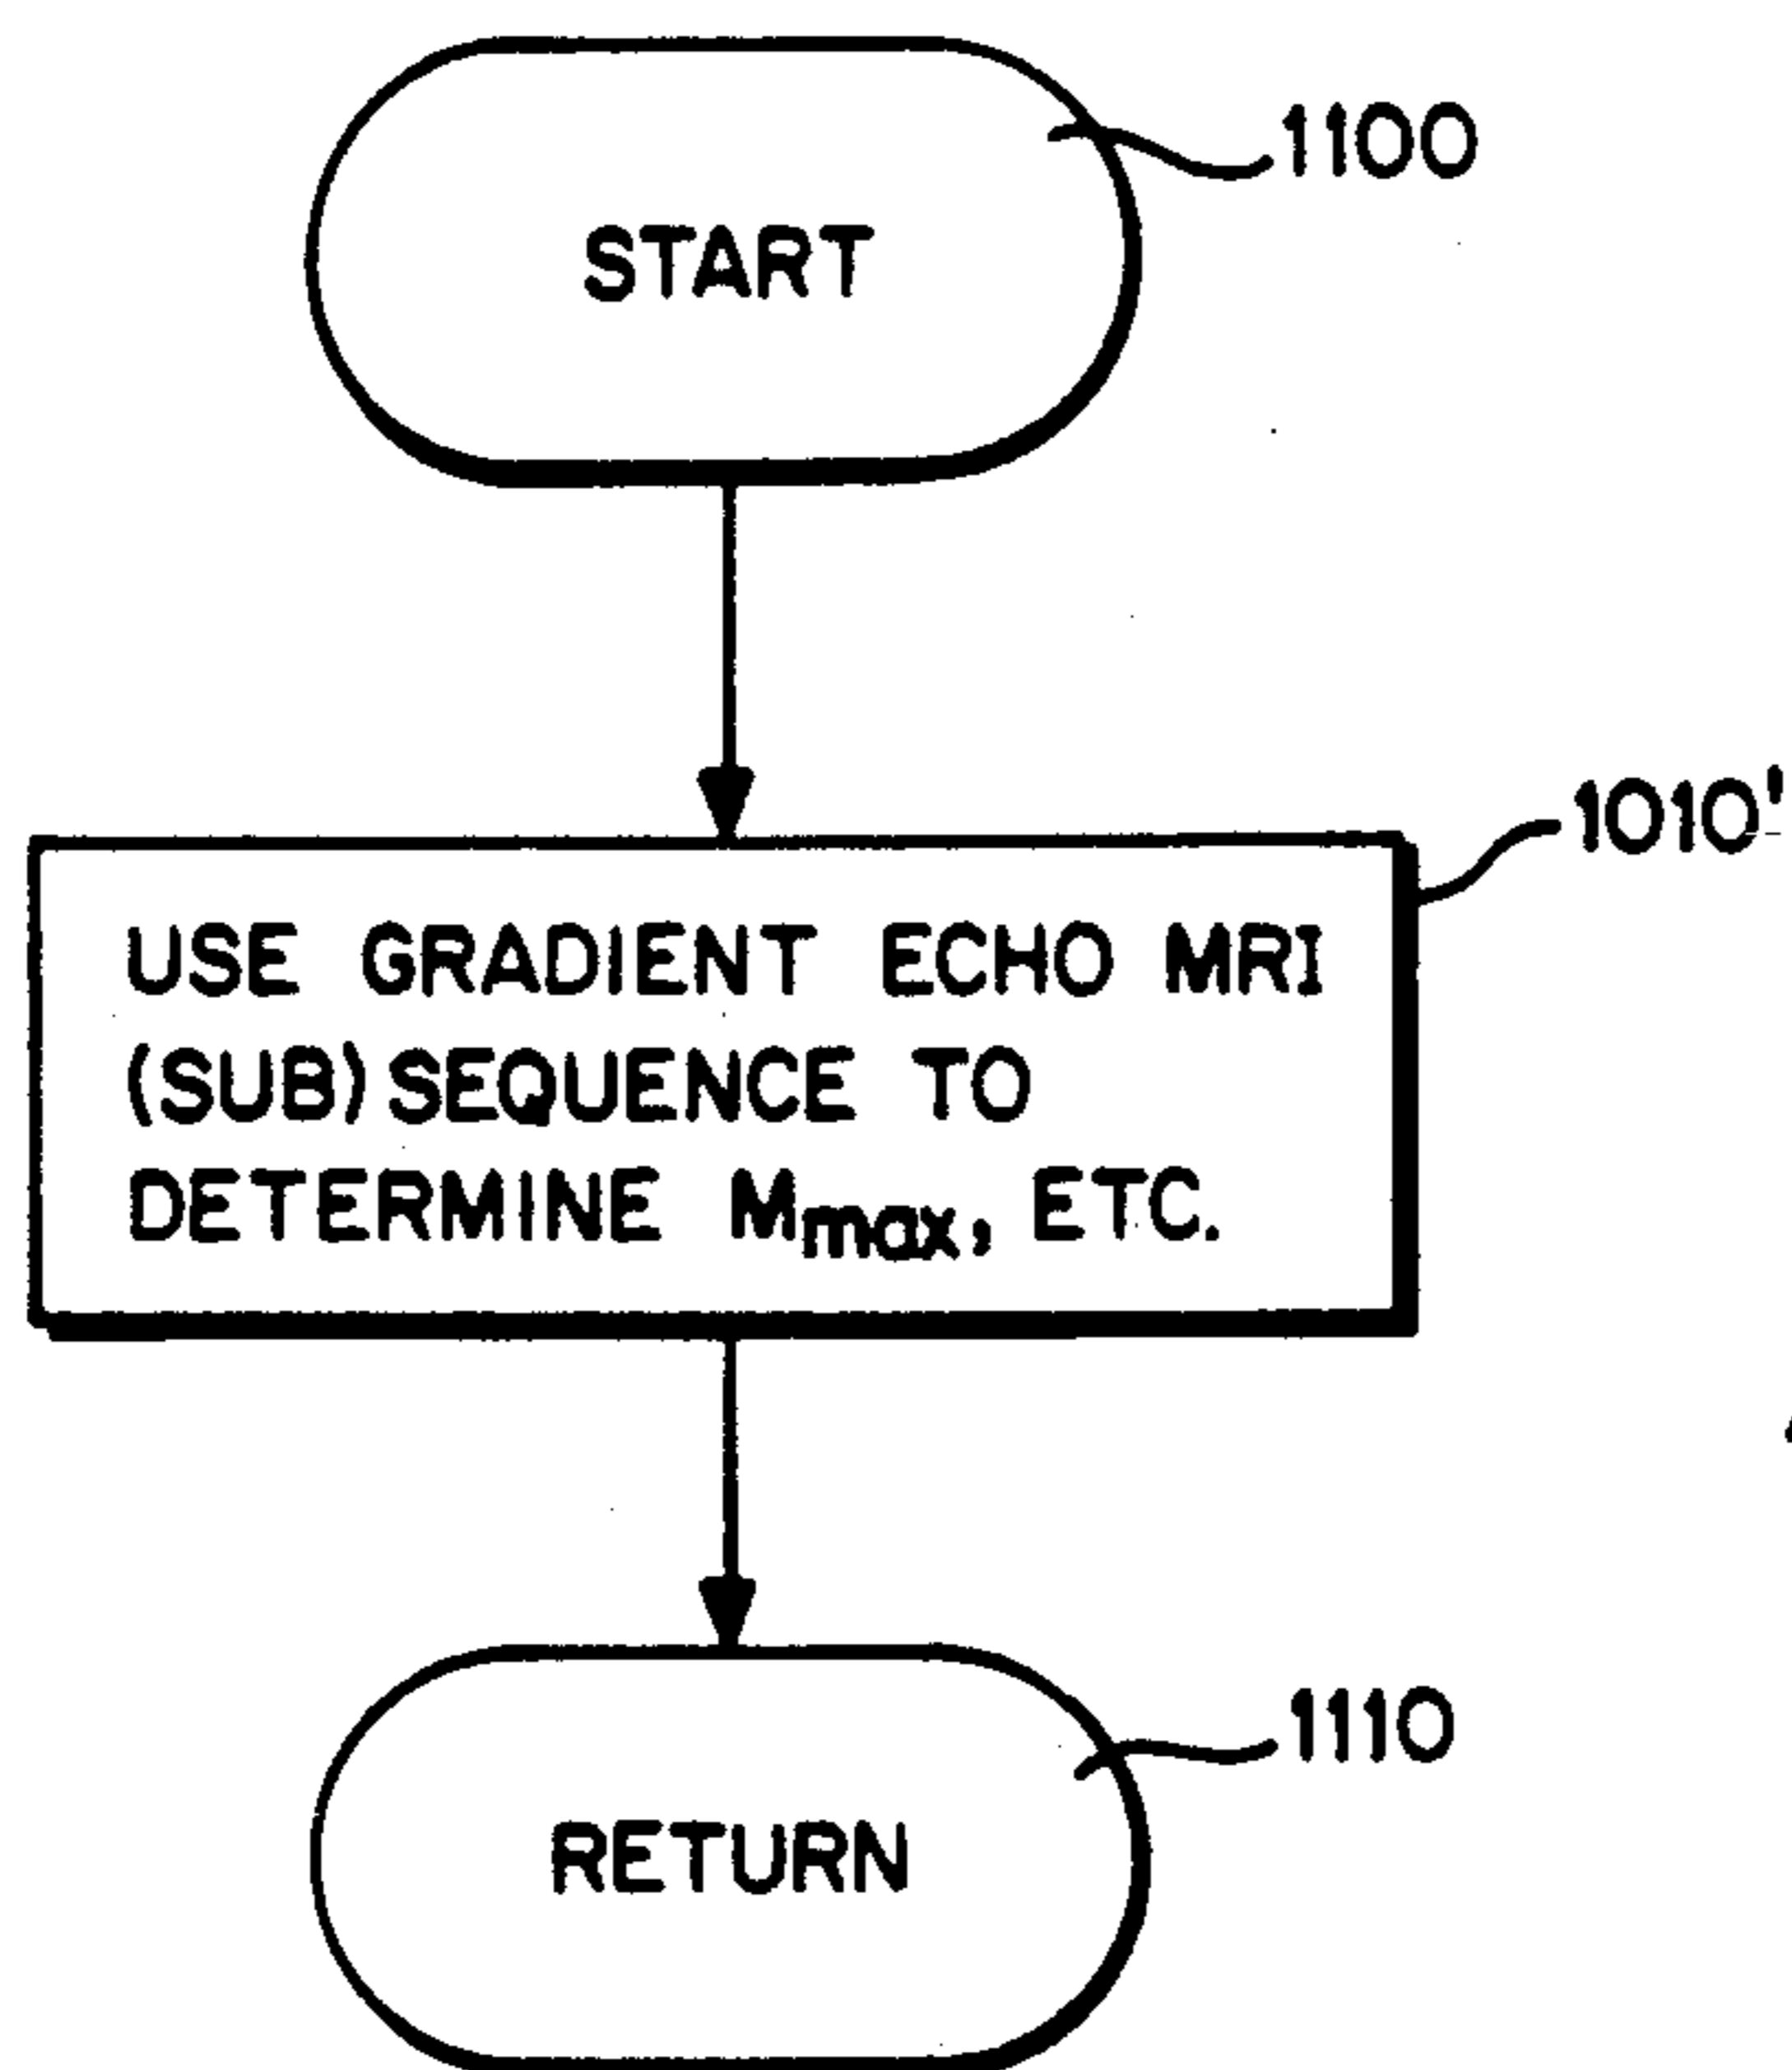 1100
START
1010'
USE GRADIENT ECHO MRI
(SUB)SEQUENCE TO
DETERMINE Mmax, ETC.
1110
RETURN